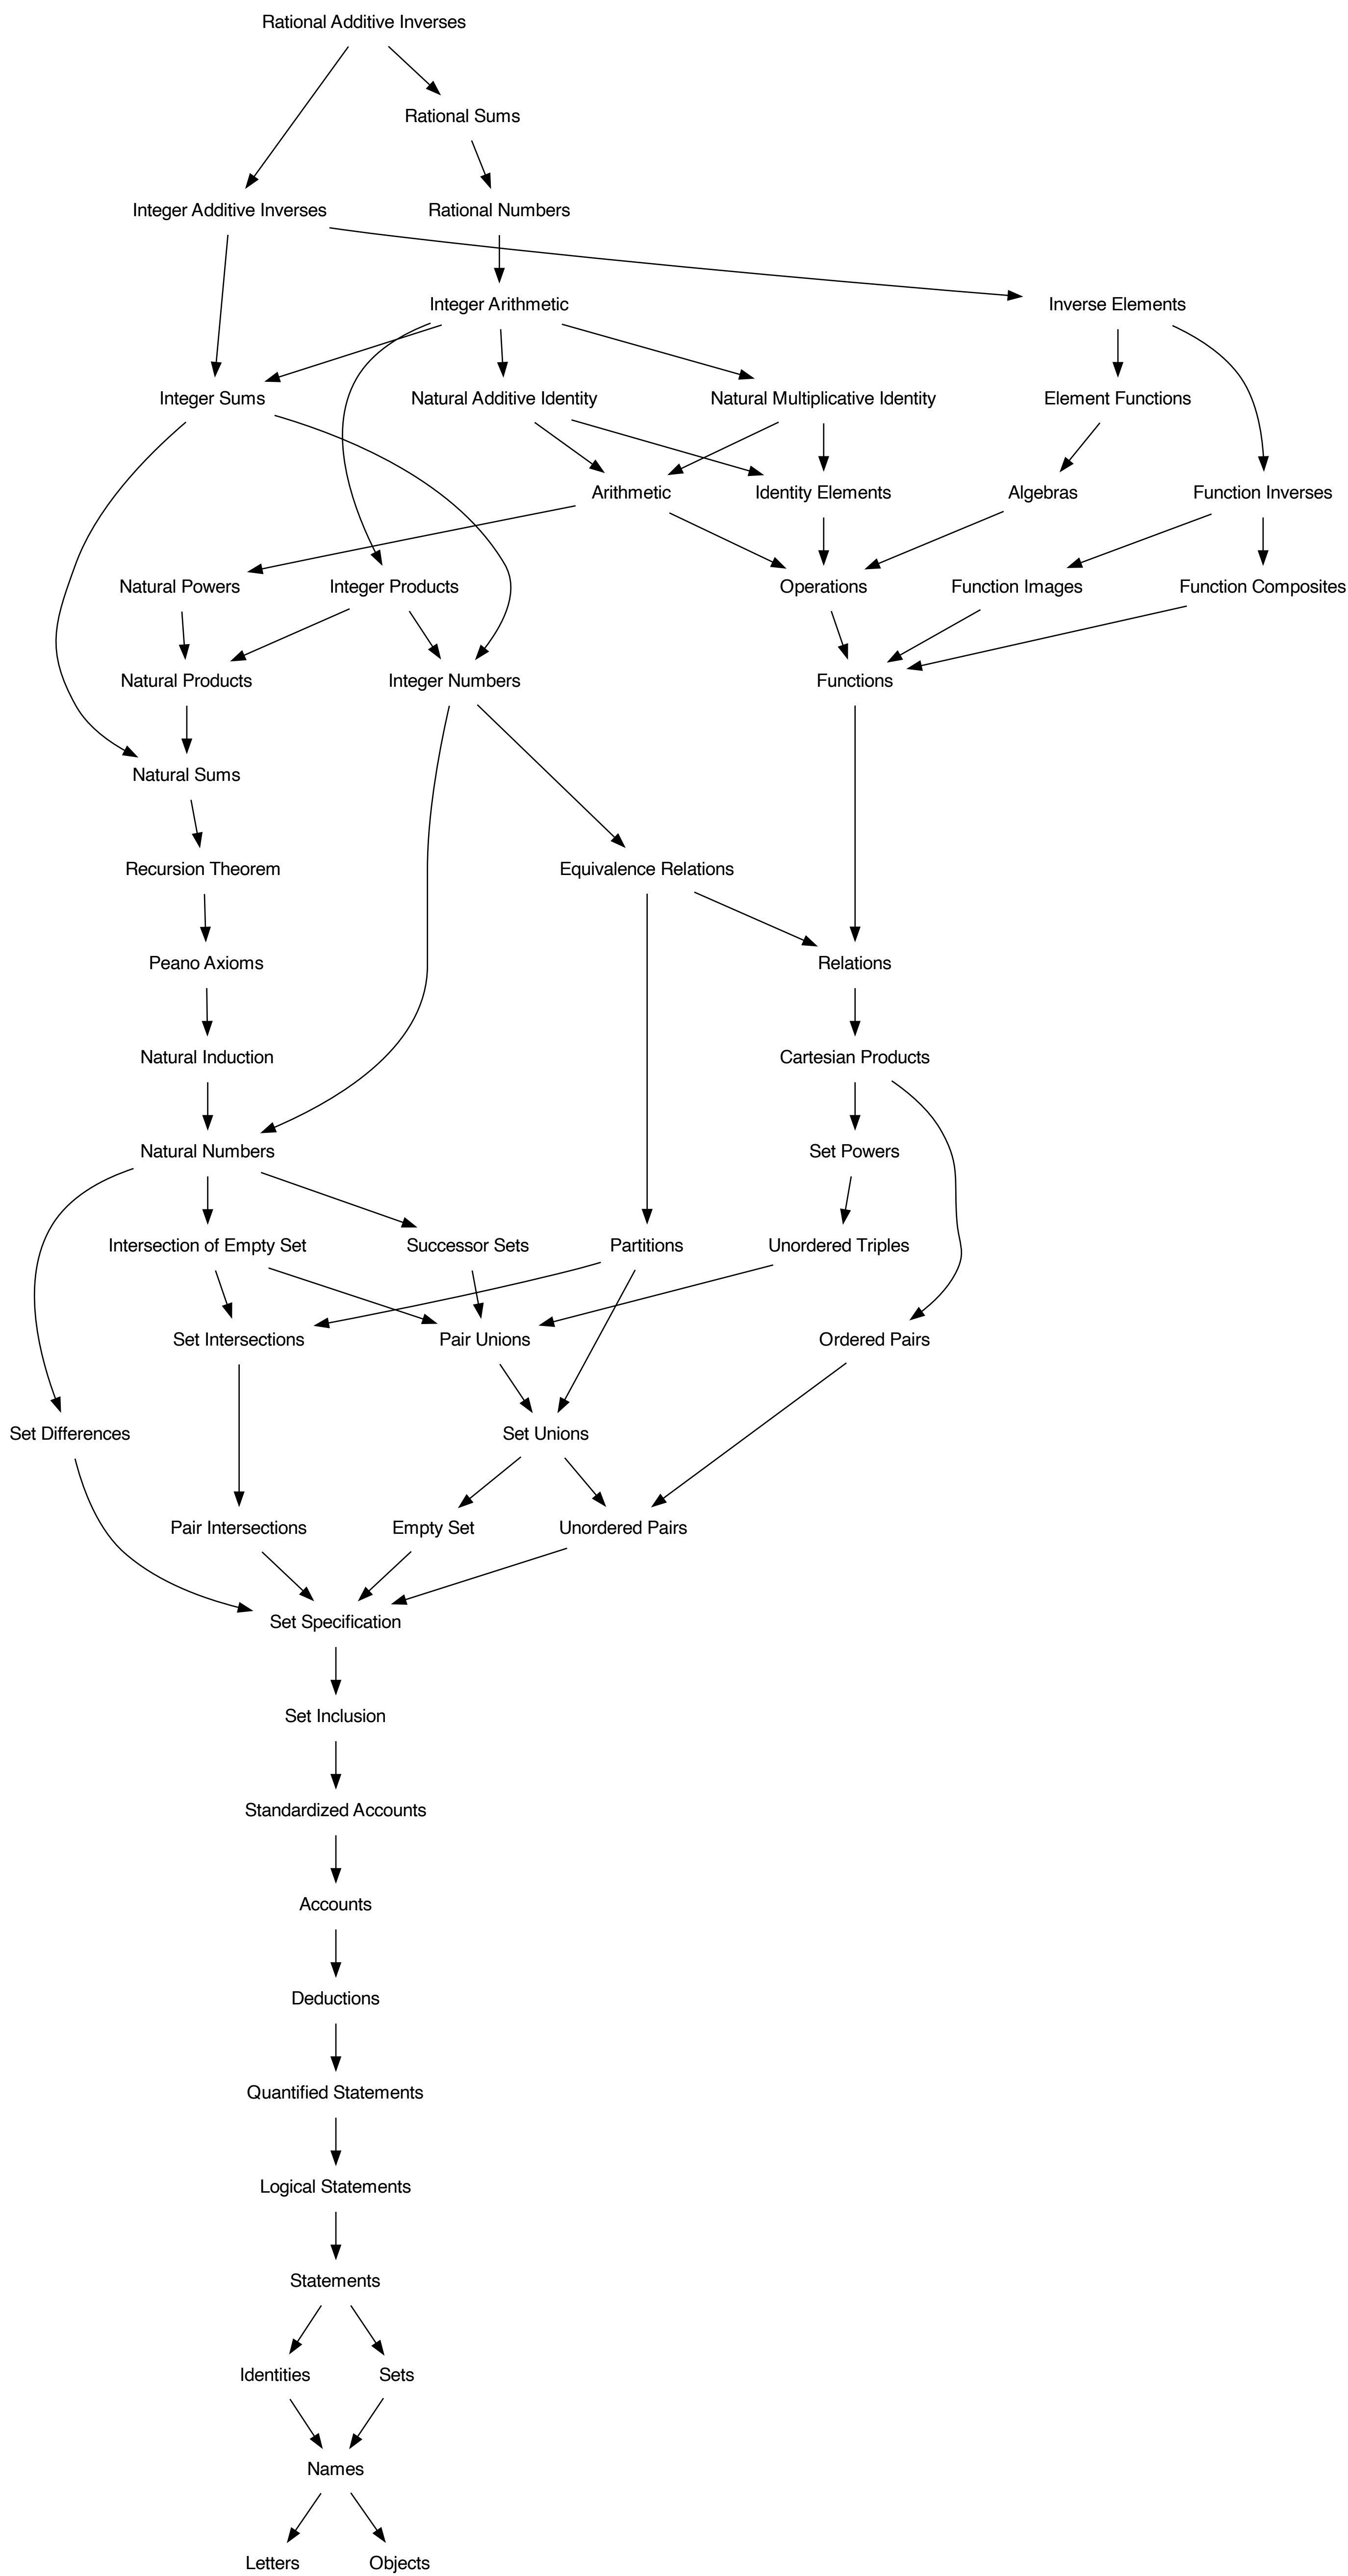 Rational Additive Inverses
Rational Sums
Integer Additive Inverses
Rational Numbers
Integer Arithmetic
Inverse Elements
Integer Sums
Natural Additive Identity
Natural Multiplicative Identity
Element Functions
Arithmetic
Identity Elements
Algebras
Function Inverses
Natural Powers
Integer Products
Operations
Function Images
Function Composites
Natural Products
Integer Numbers
Functions
Natural Sums
Recursion Theorem
Equivalence Relations
Peano Axioms
Relations
Natural Induction
Cartesian Products
Natural Numbers
Set Powers
Intersection of Empty Set
Successor Sets
Partitions
Unordered Triples
Set Intersections
Pair Unions
Ordered Pairs
Set Differences
Set Unions
Pair Intersections
Empty Set
Unordered Pairs
Set Specification
Set Inclusion
Standardized Accounts
Accounts
Deductions
Quantified Statements
Logical Statements
Statements
Identities
Sets
Names
Letters
Objects